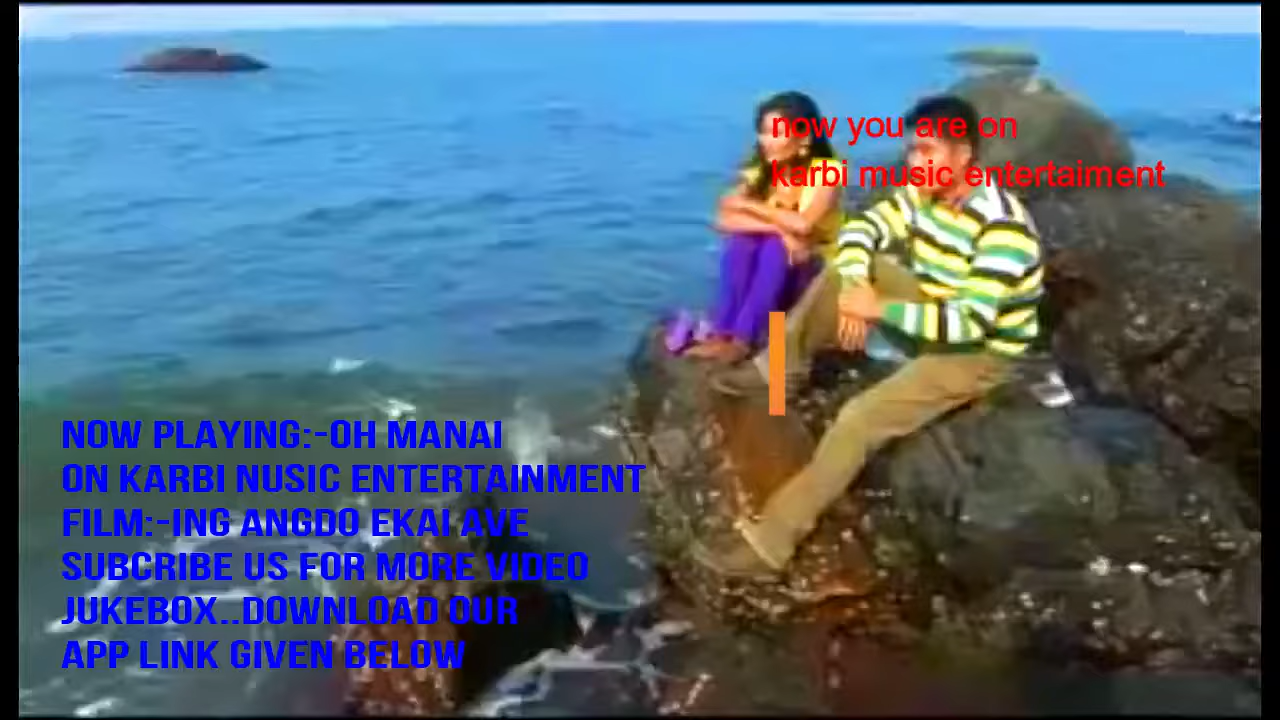 now you are on
karbi music entertaiment
NOW PLAYING:-OH MANAI
ON KARBI NUSIC ENTERTAINMENT
FILM:-ING ANGDO EKAI AVE
SUBCRIBE US FOR MORE VIDEO
JUKEBOX..DOWNLOAD OUR
APP LINK GIVEN BELOW